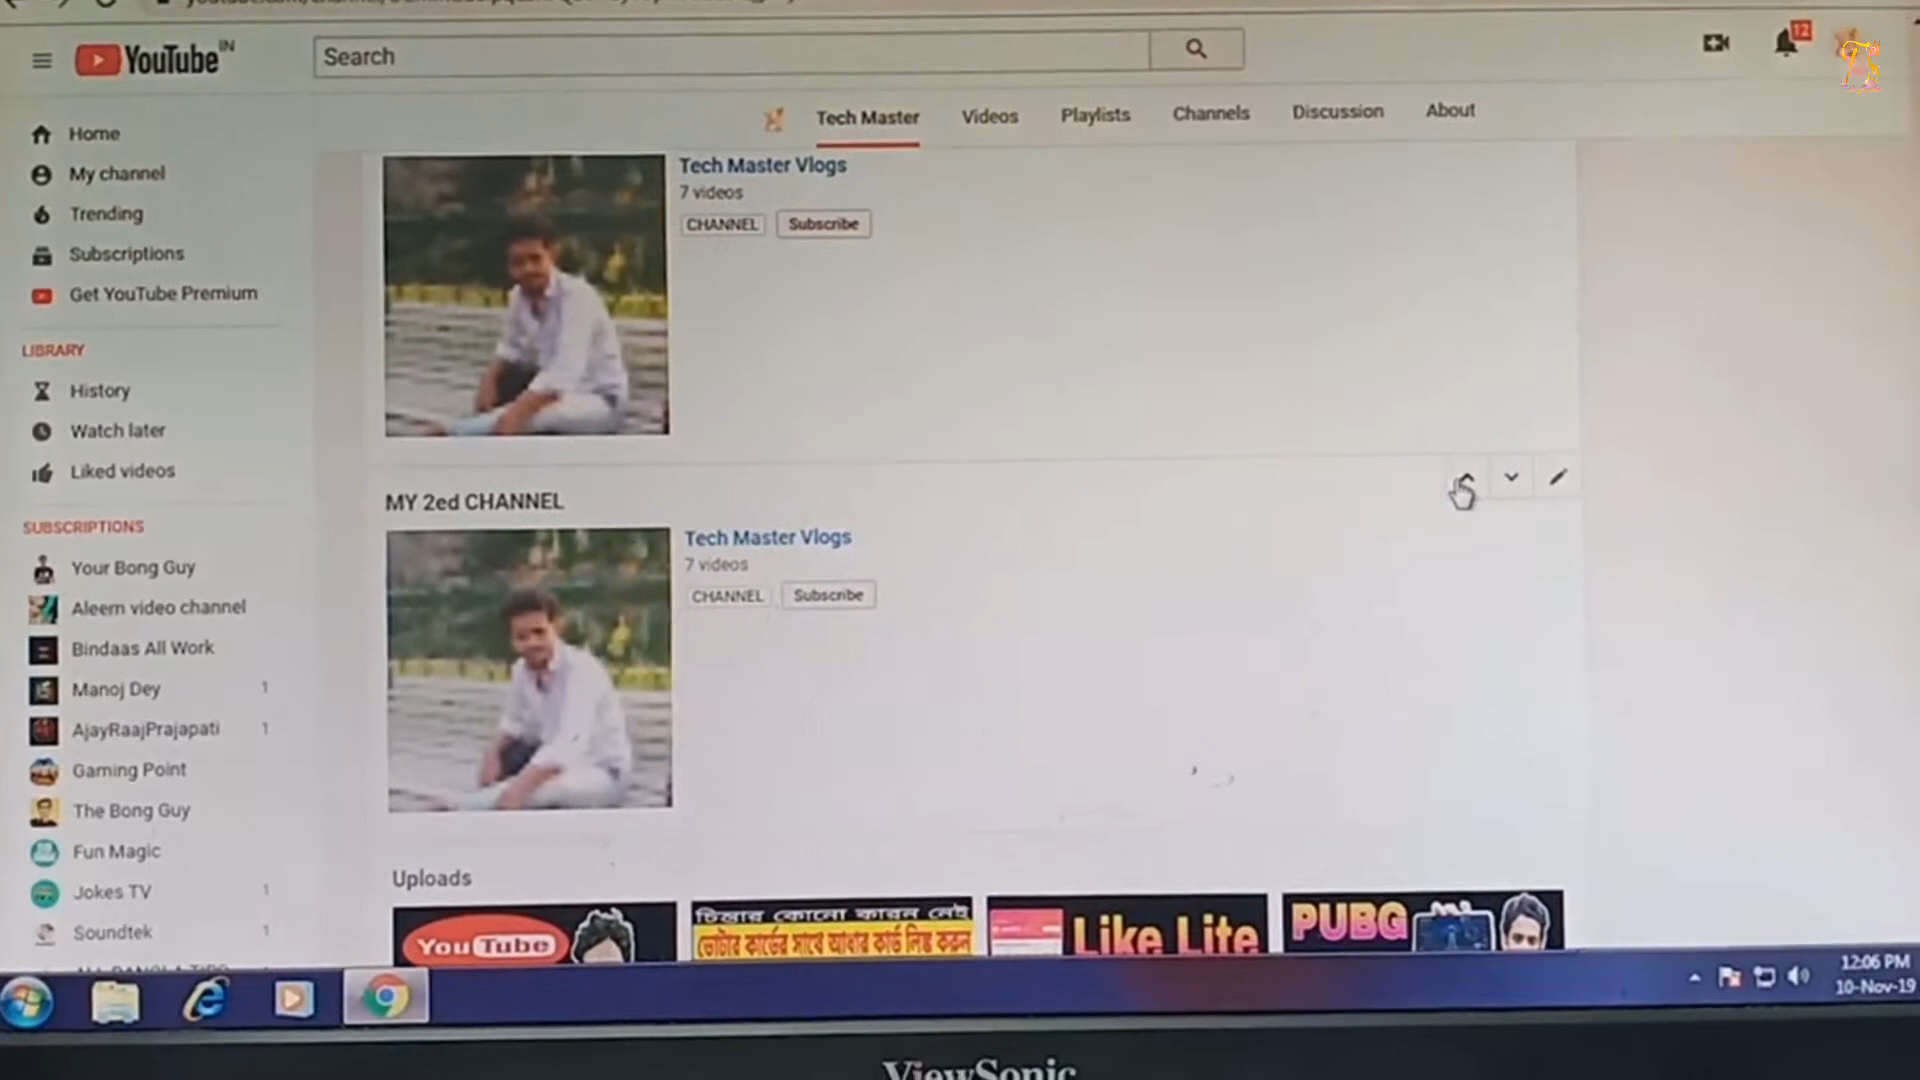 YouTube IN
Search
12
Tech Master
Videos
Playlists
Channels
Discussion
About
Home
My channel
Trending
Subscriptions
Get YouTube Premium
LIBRARY
History
Watch later
Liked videos
SUBSCRIPTIONS
Your Bong Guy
Aleem video channel
Bindaas All Work
Manoj Dey 1
AjayRaajPrajapati 1
Gaming Point
The Bong Guy
Fun Magic
Jokes TV 1
Soundtek 1
Tech Master Vlogs
7 videos
CHANNEL Subscribe
MY 2ed CHANNEL
Tech Master Vlogs
7 videos
CHANNEL Subscribe
Uploads
YouTube
চিন্তার কোনো কারন নেই
ভোটার কার্ডের সাথে আধার কার্ড লিঙ্ক করুন
Like Lite
PUBG
12:06 PM
10-Nov-19
ViewSonic